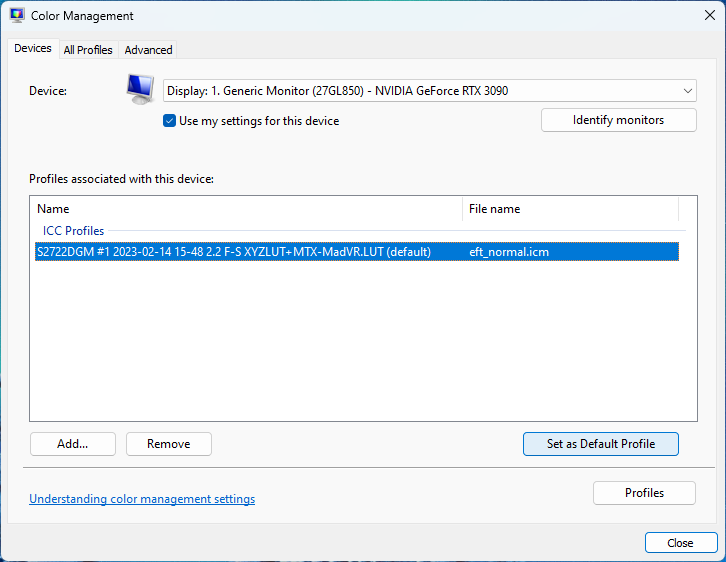 Color Management
Devices All Profiles Advanced
Device: Display: 1. Generic Monitor (27GL850) - NVIDIA GeForce RTX 3090
Use my settings for this device Identify monitors
Profiles associated with this device:
Name File name
ICC Profiles
S2722DGM #1 2023-02-14 15-48 2.2 F-S XYZLUT+MTX-MadVR.LUT (default) eft_normal.icm
Add... Remove Set as Default Profile
Understanding color management settings Profiles
Close